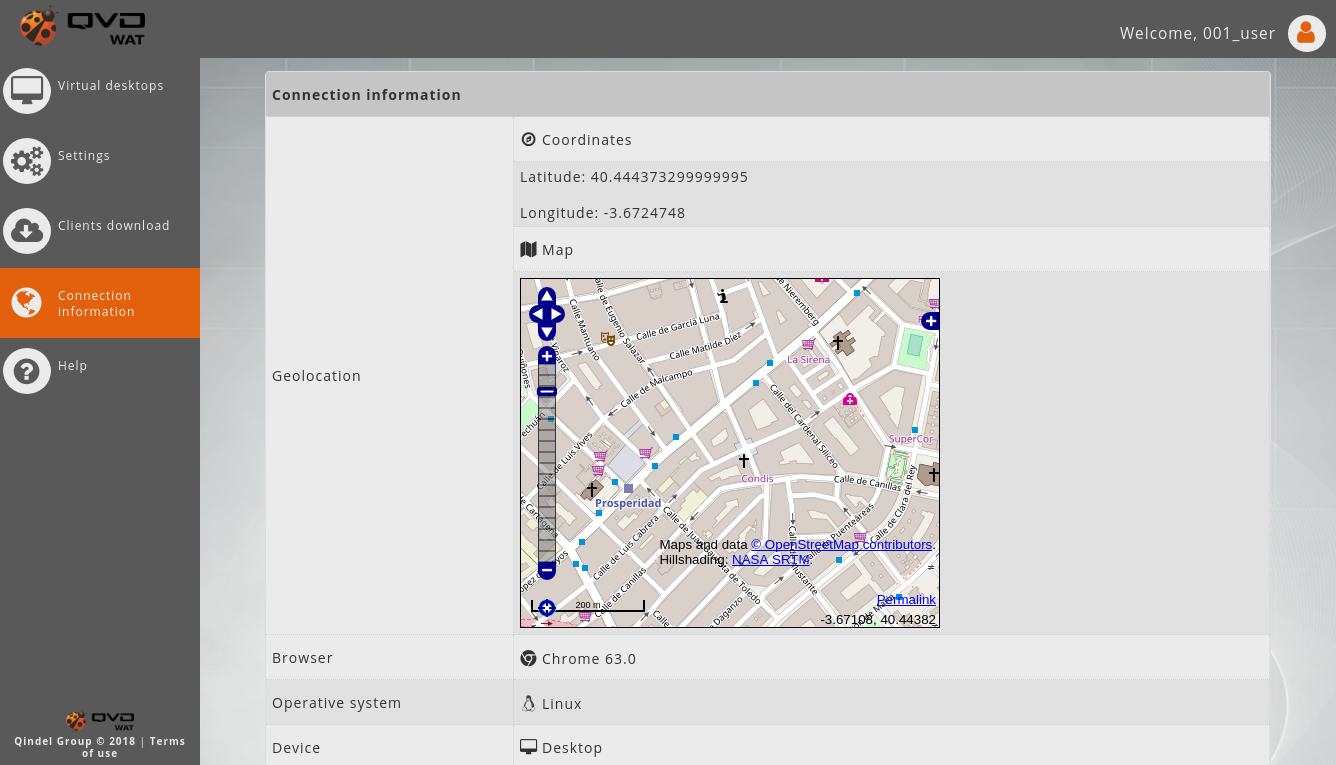 QVD
WAT
Welcome, 001_user
Virtual desktops
Settings
Clients download
Connection
information
Help
Connection information
Geolocation
Coordinates
Latitude: 40.444373299999995
Longitude: -3.6724748
Map
Calle de Eugenio Salazar
Calle Mantuano
Calle de García Luna
Calle Matilde Díez
Calle de Malcampo
La Sirena
Calle del Cardenal Silíceo
SuperCor
Calle de Luis Vives
Condis
Calle de Canillas
Calle de Clara del Rey
Prosperidad
Calle de Luis Cabrera
Calle de Canillas
Maps and data © OpenStreetMap contributors.
Hillshading: NASA SRTM.
Permalink
200 m
-3.67108, 40.44382
Browser
Chrome 63.0
Operative system
Linux
Device
Desktop
QVD
WAT
Qindel Group © 2018 | Terms
of use